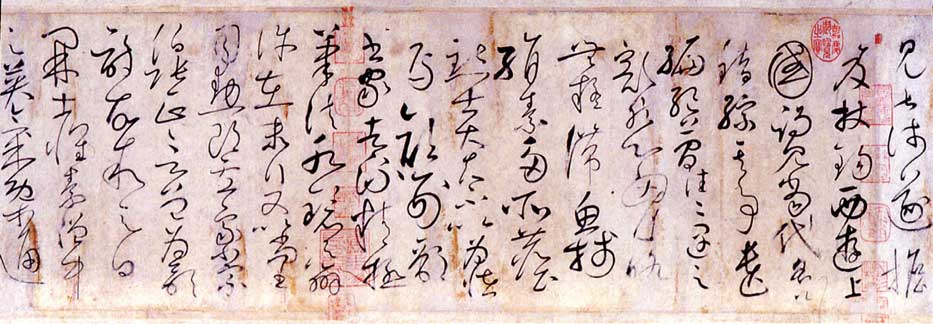 見甚淺遂擔
笈杖錫西遊上
國謁見當代名公
錯綜其事遺
編絕簡往往遇之
豁然心胸略
無疑滯魚牋
絹素多所塵
點士大夫不以為怪
焉顏刑部
書家者流精極
筆法水鏡之辯
許在末行又以尚書
司勳郎盧象小宗
伯張正言曾為歌
詩故敘之曰
開士懷素僧中
之英氣概通